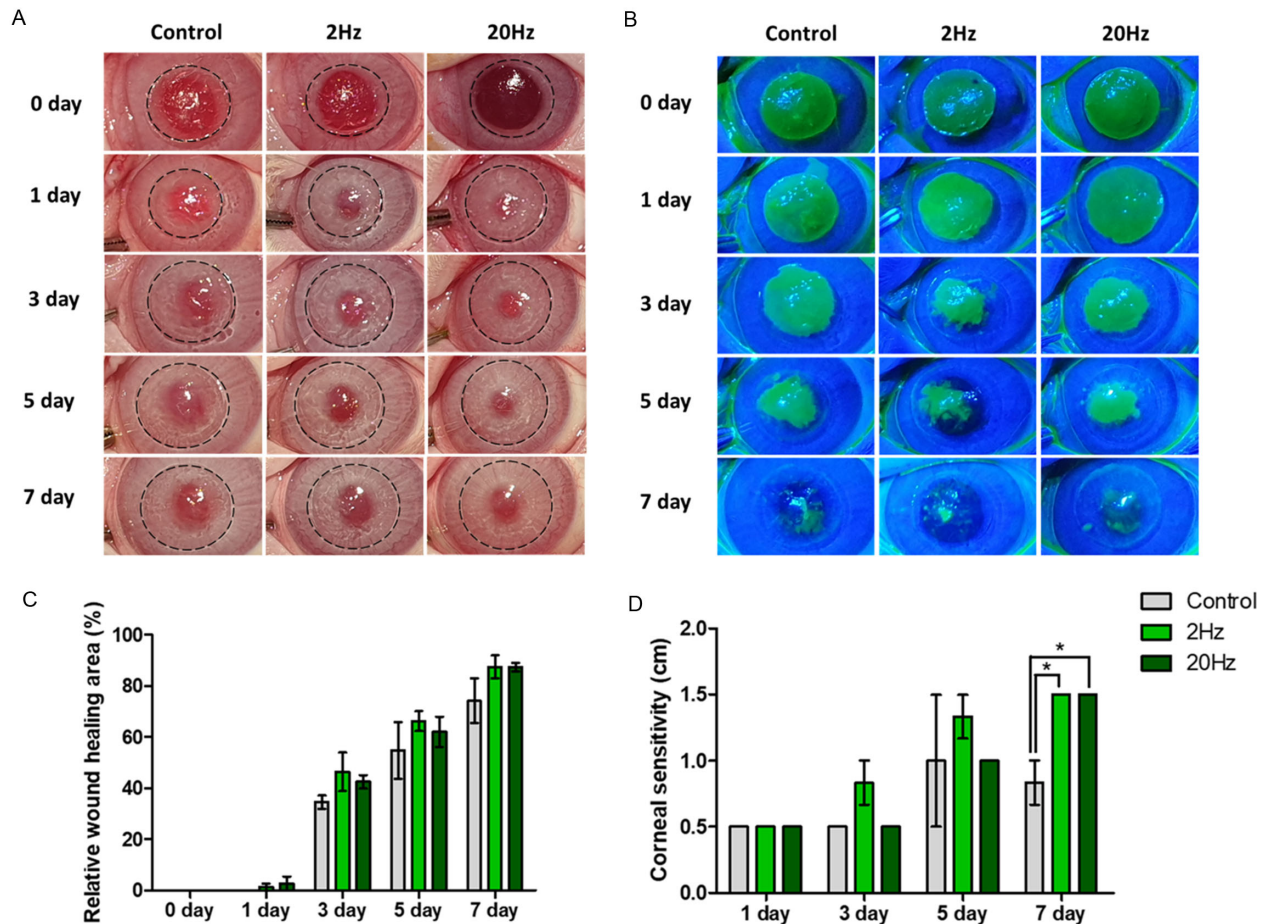 A
Control 2Hz 20Hz
0 day
1 day
3 day
5 day
7 day
B
Control 2Hz 20Hz
0 day
1 day
3 day
5 day
7 day
C
Relative wound healing area (%)
100
80
60
40
20
0
0 day 1 day 3 day 5 day 7 day
D
Corneal sensitivity (cm)
2.0
1.5
1.0
0.5
0.0
* 
*
1 day 3 day 5 day 7 day
Control
2Hz
20Hz